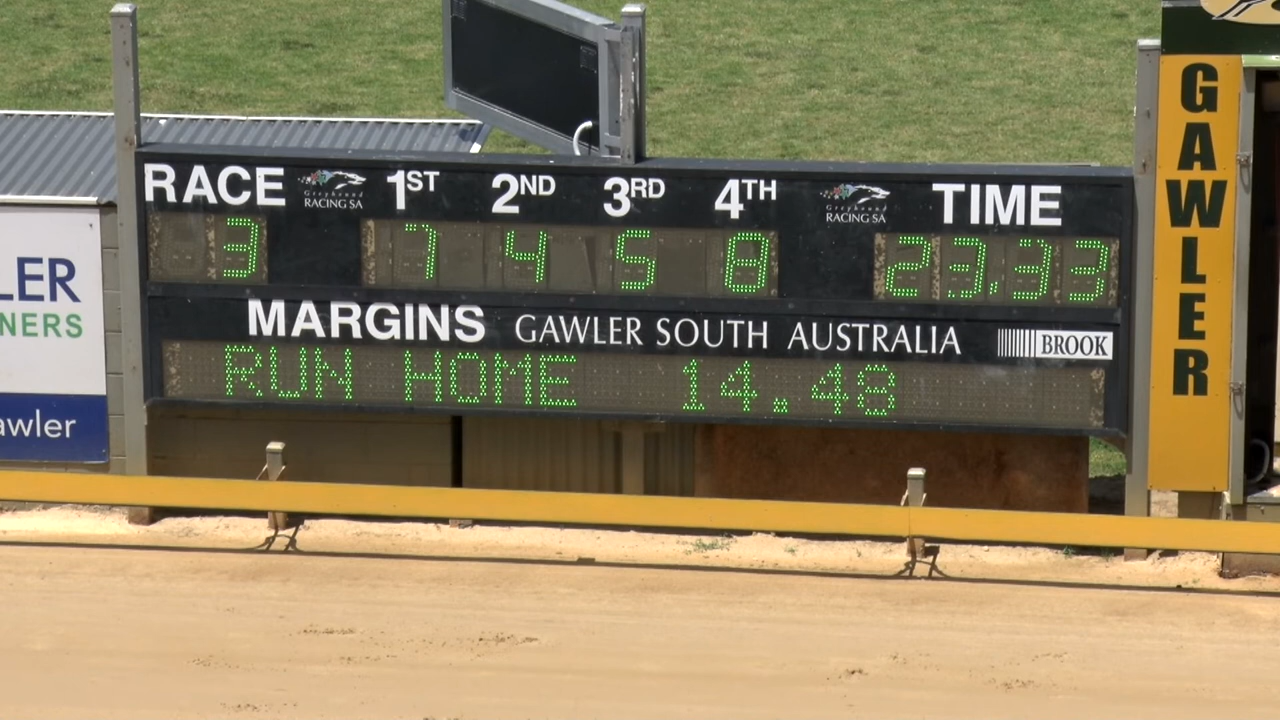 RACE Greyhound RACING SA 1ST 2ND 3RD 4TH Greyhound RACING SA TIME
3 7 4 5 8 23.33
MARGINS GAWLER SOUTH AUSTRALIA BROOK
RUN HOME 14.48
GAWLER
LER
NERS
awler